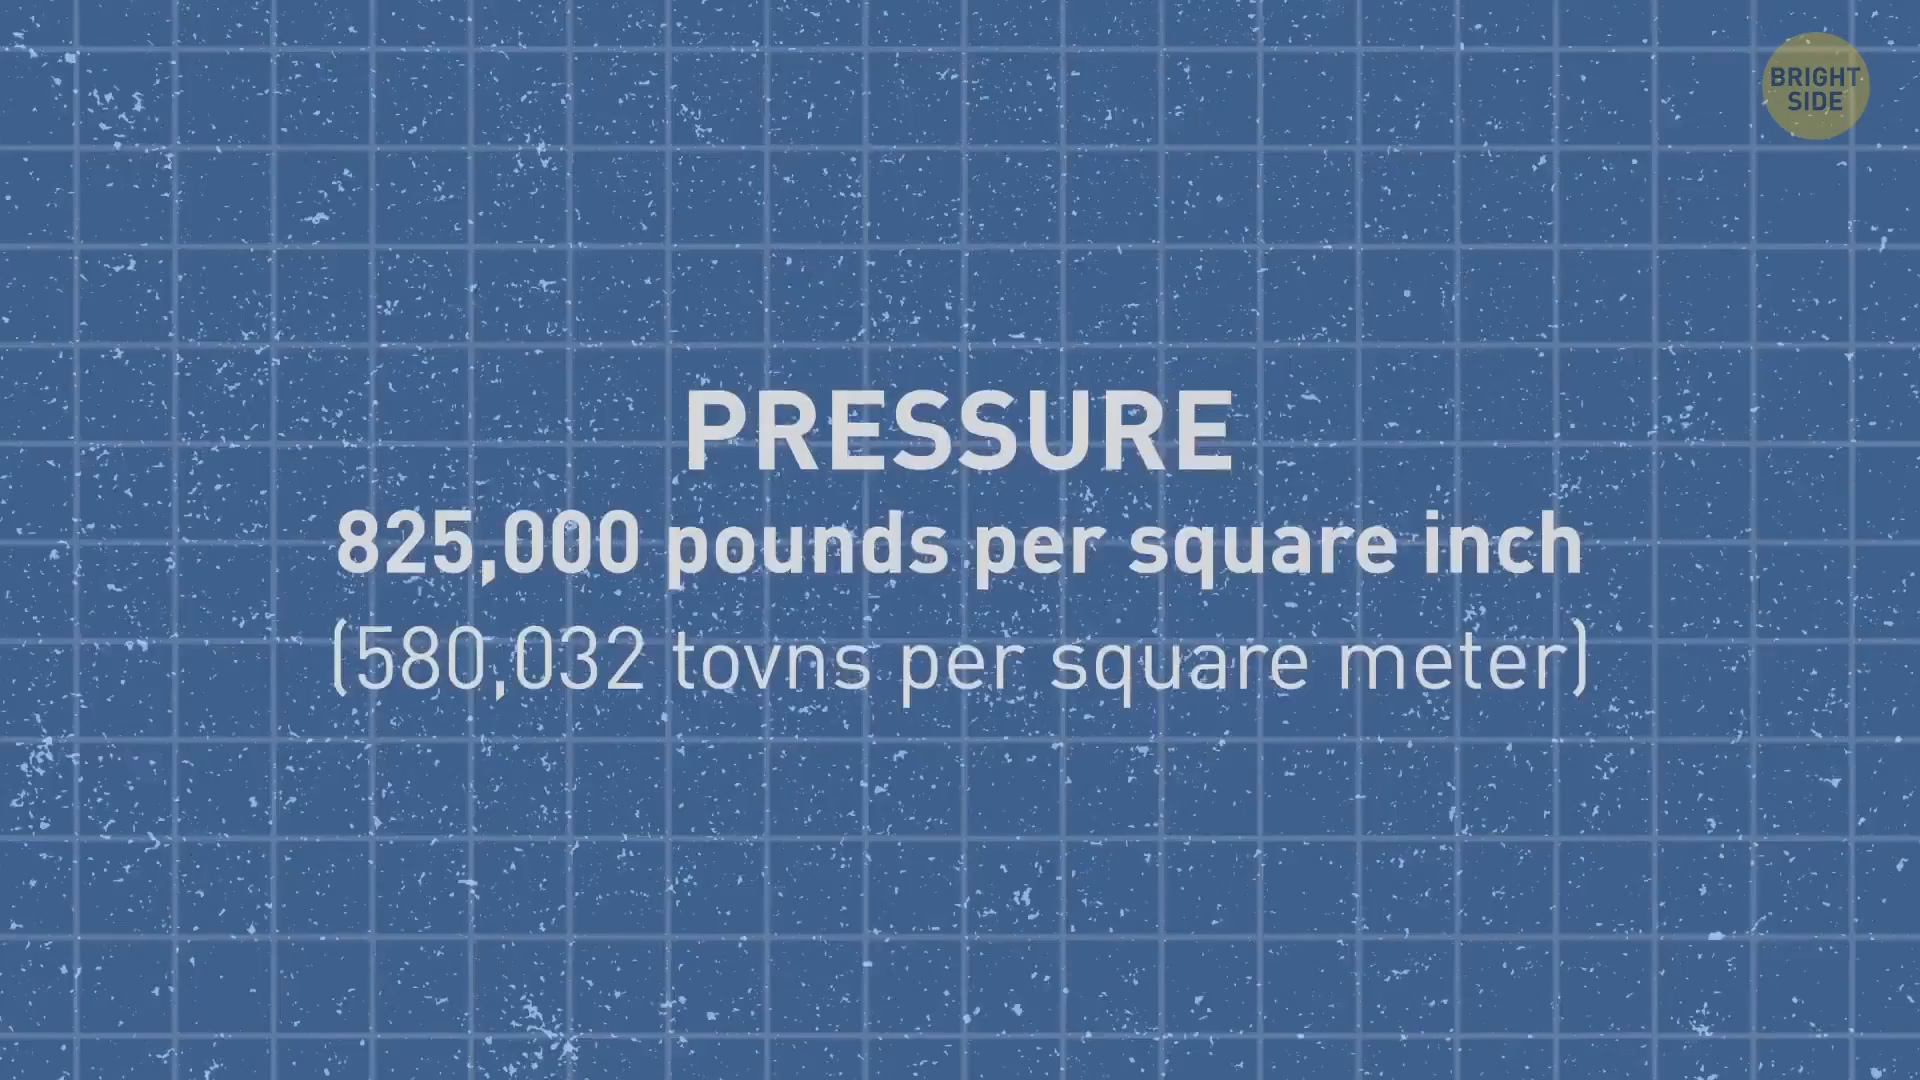 BRIGHT
SIDE
PRESSURE
825,000 pounds per square inch
(580,032 tovns per square meter)